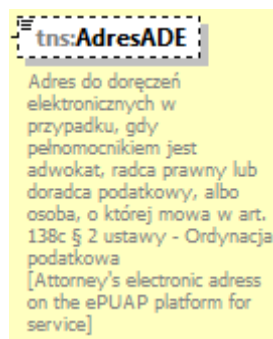 tns:AdresADE
Adres do doręczeń
elektronicznych w
przypadku, gdy
pełnomocnikiem jest
adwokat, radca prawny lub
doradca podatkowy, albo
osoba, o której mowa w art.
138c § 2 ustawy - Ordynacja
podatkowa
[Attorney's electronic adress
on the ePUAP platform for
service]